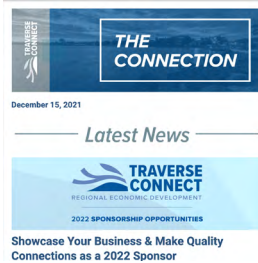 TRAVERSE
CONNECT
THE
CONNECTION
December 15, 2021
Latest News
TRAVERSE
CONNECT
REGIONAL ECONOMIC DEVELOPMENT
2022 SPONSORSHIP OPPORTUNITIES
Showcase Your Business & Make Quality
Connections as a 2022 Sponsor